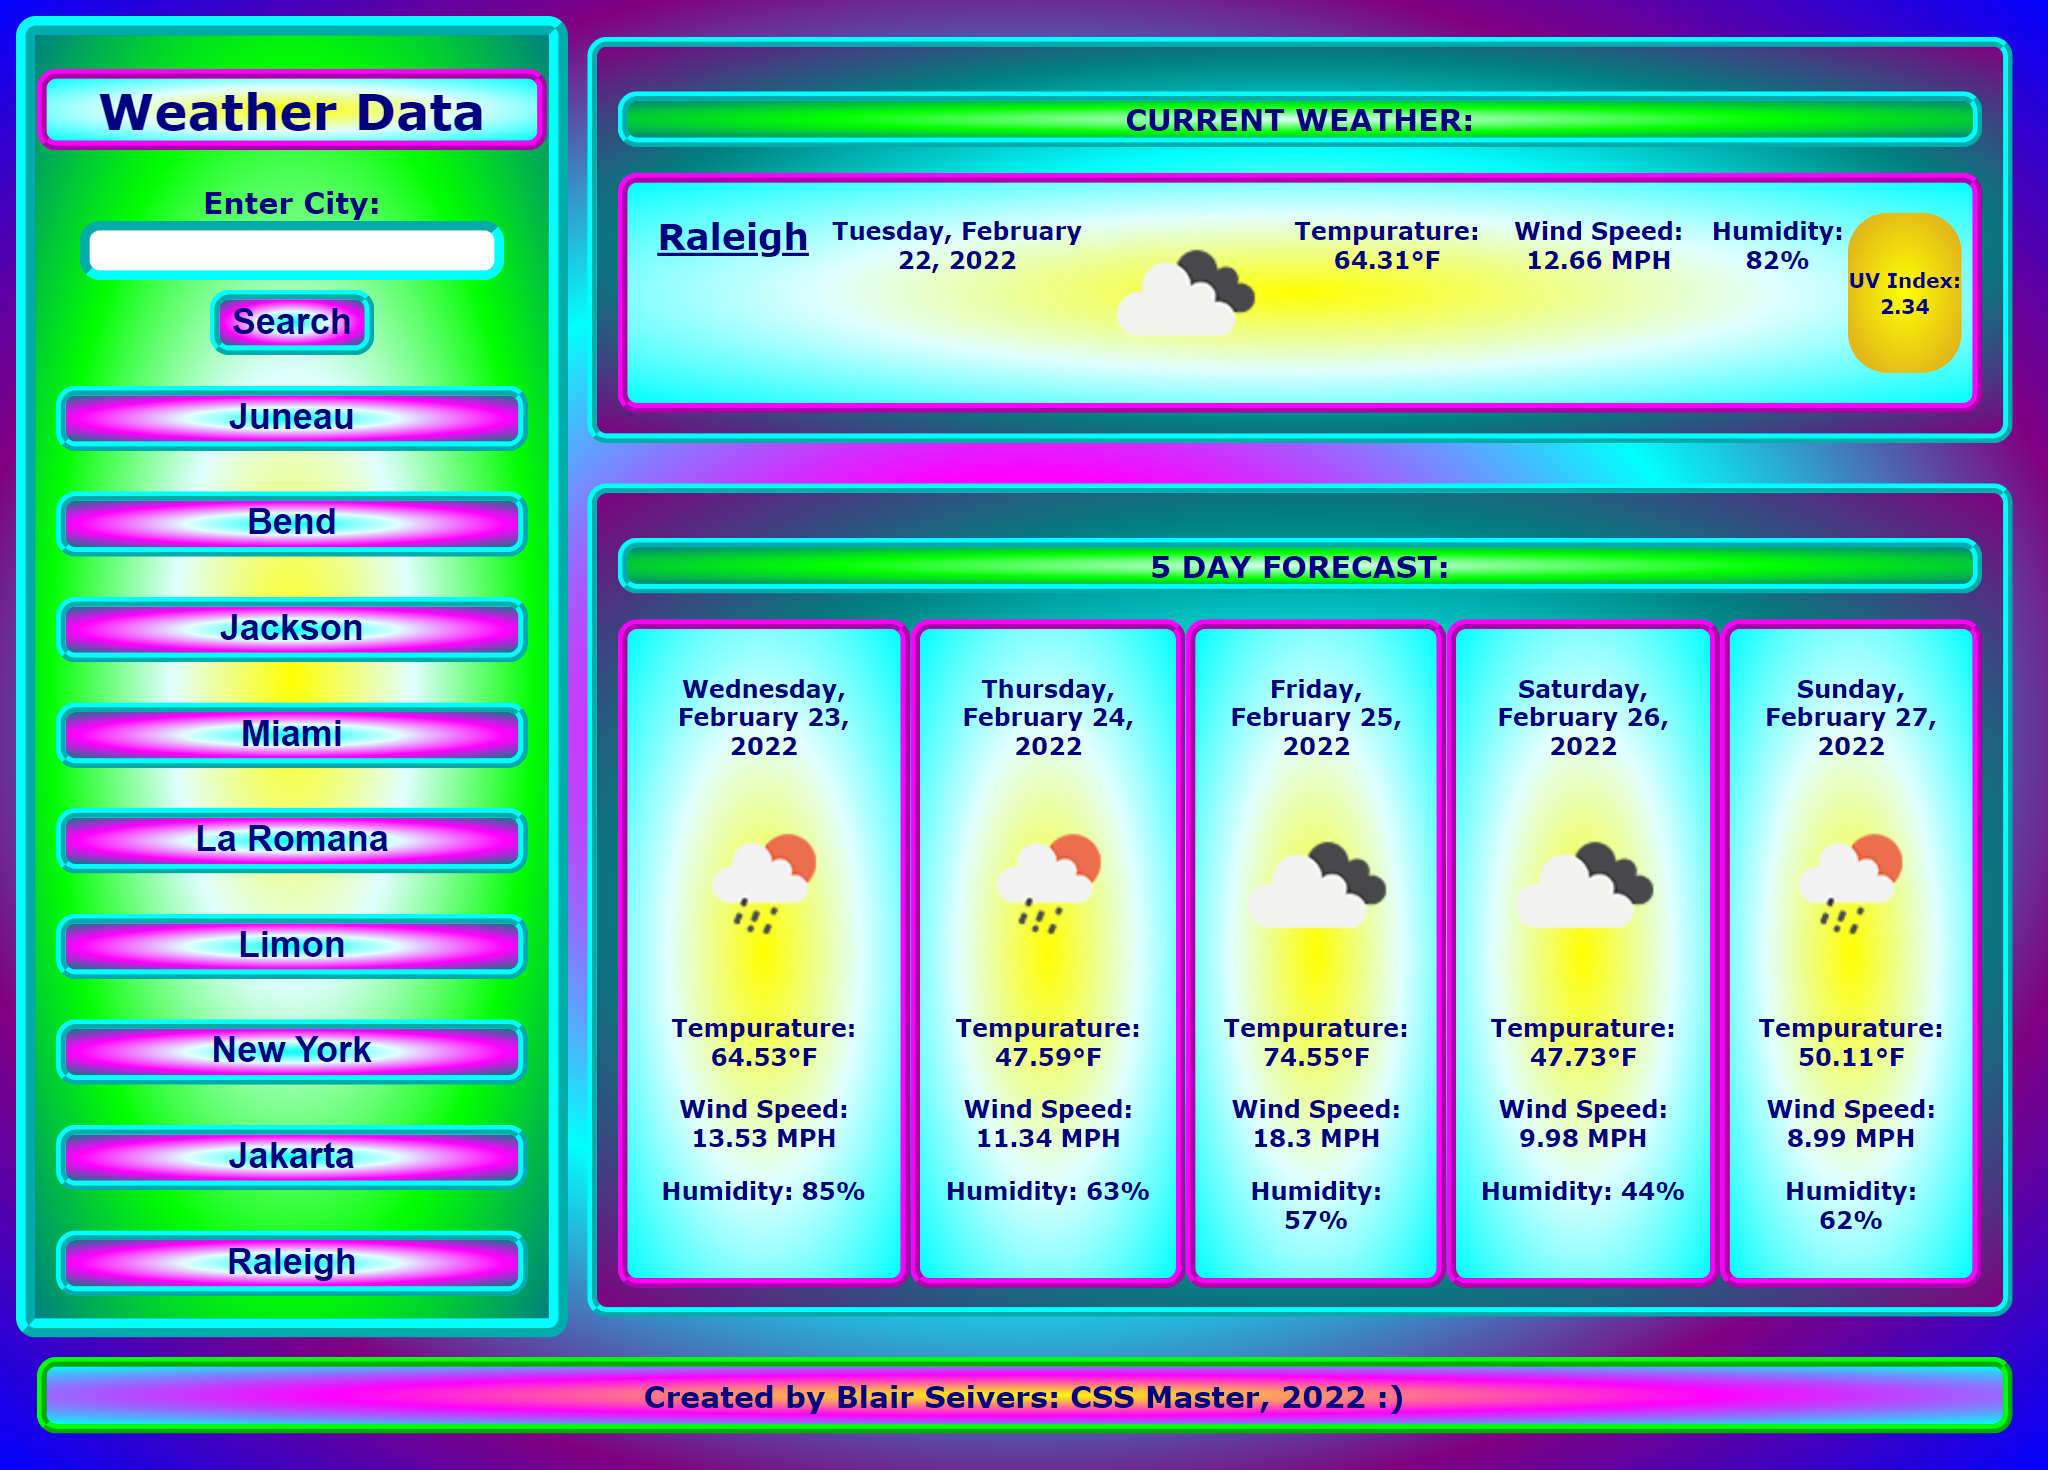 Weather Data
Enter City:
Search
Juneau
Bend
Jackson
Miami
La Romana
Limon
New York
Jakarta
Raleigh
CURRENT WEATHER:
Raleigh
Tuesday, February
22, 2022
Tempurature:
64.31°F
Wind Speed:
12.66 MPH
Humidity:
82%
UV Index:
2.34
5 DAY FORECAST:
Wednesday,
February 23,
2022
Tempurature:
64.53°F
Wind Speed:
13.53 MPH
Humidity: 85%
Thursday,
February 24,
2022
Tempurature:
47.59°F
Wind Speed:
11.34 MPH
Humidity: 63%
Friday,
February 25,
2022
Tempurature:
74.55°F
Wind Speed:
18.3 MPH
Humidity:
57%
Saturday,
February 26,
2022
Tempurature:
47.73°F
Wind Speed:
9.98 MPH
Humidity: 44%
Sunday,
February 27,
2022
Tempurature:
50.11°F
Wind Speed:
8.99 MPH
Humidity:
62%
Created by Blair Seivers: CSS Master, 2022 :)